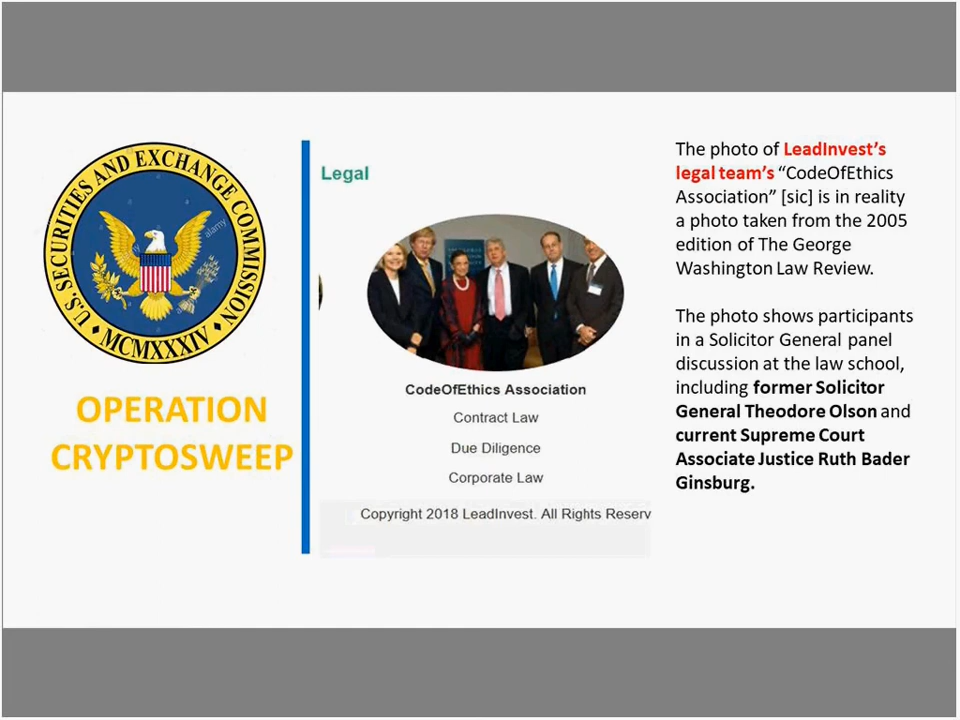 U.S. SECURITIES AND EXCHANGE COMMISSION
MCMXXXIV
alamy
OPERATION
CRYPTOSWEEP
Legal
CodeOfEthics Association
Contract Law
Due Diligence
Corporate Law
Copyright 2018 LeadInvest. All Rights Reserv
The photo of LeadInvest’s
legal team’s “CodeOfEthics
Association” [sic] is in reality
a photo taken from the 2005
edition of The George
Washington Law Review.
The photo shows participants
in a Solicitor General panel
discussion at the law school,
including former Solicitor
General Theodore Olson and
current Supreme Court
Associate Justice Ruth Bader
Ginsburg.